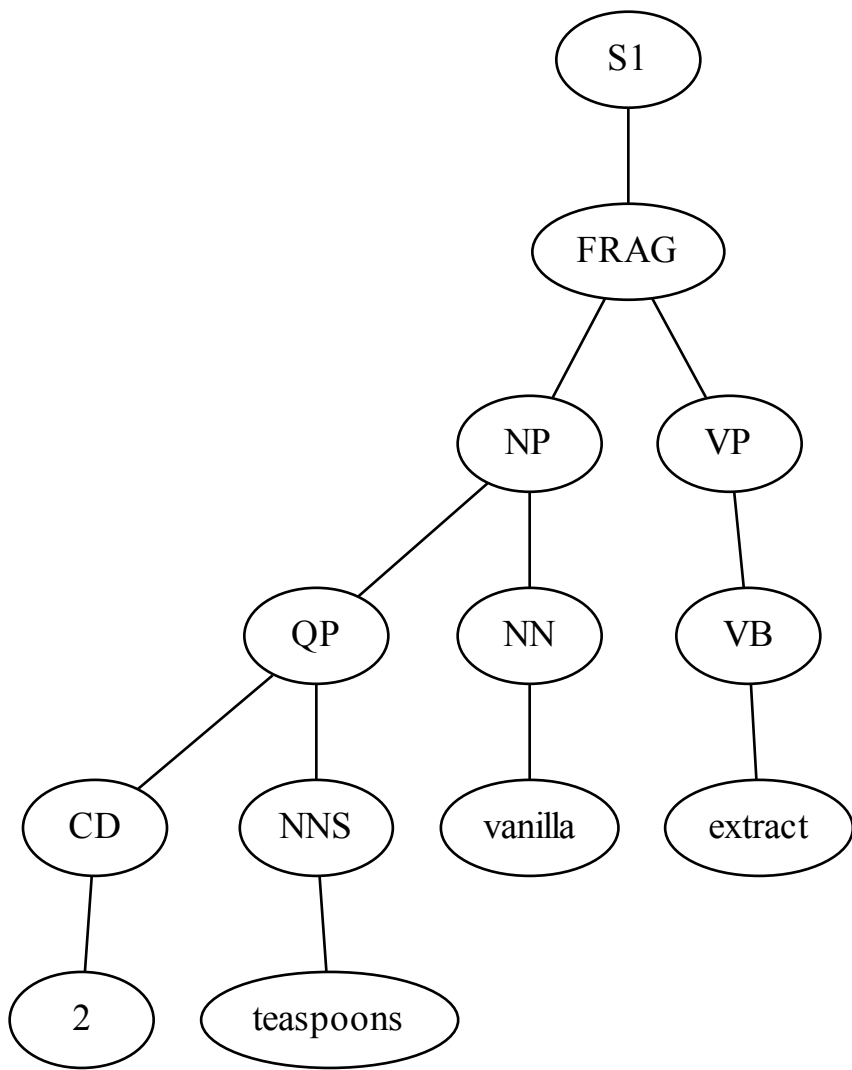 S1
FRAG
NP VP
QP NN VB
CD NNS vanilla extract
2 teaspoons